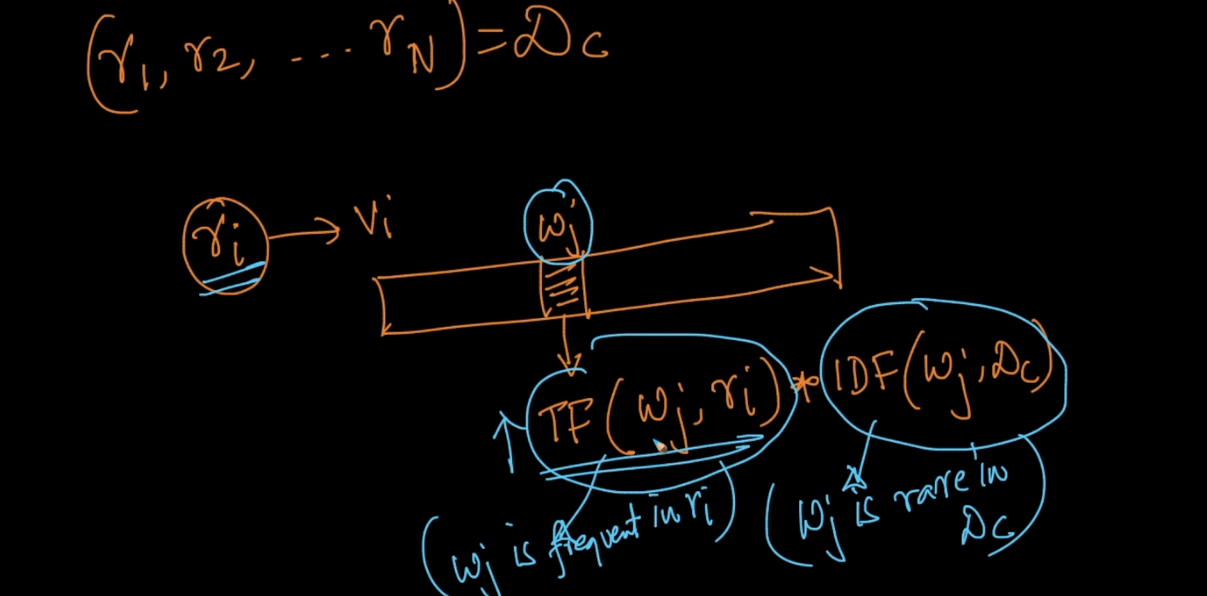 (r1, r2, ... rN) = Dc
ri → vi
wj
TF(wj, ri) * IDF(wj, Dc)
(wj is frequent in ri)
(wj is rare in Dc)